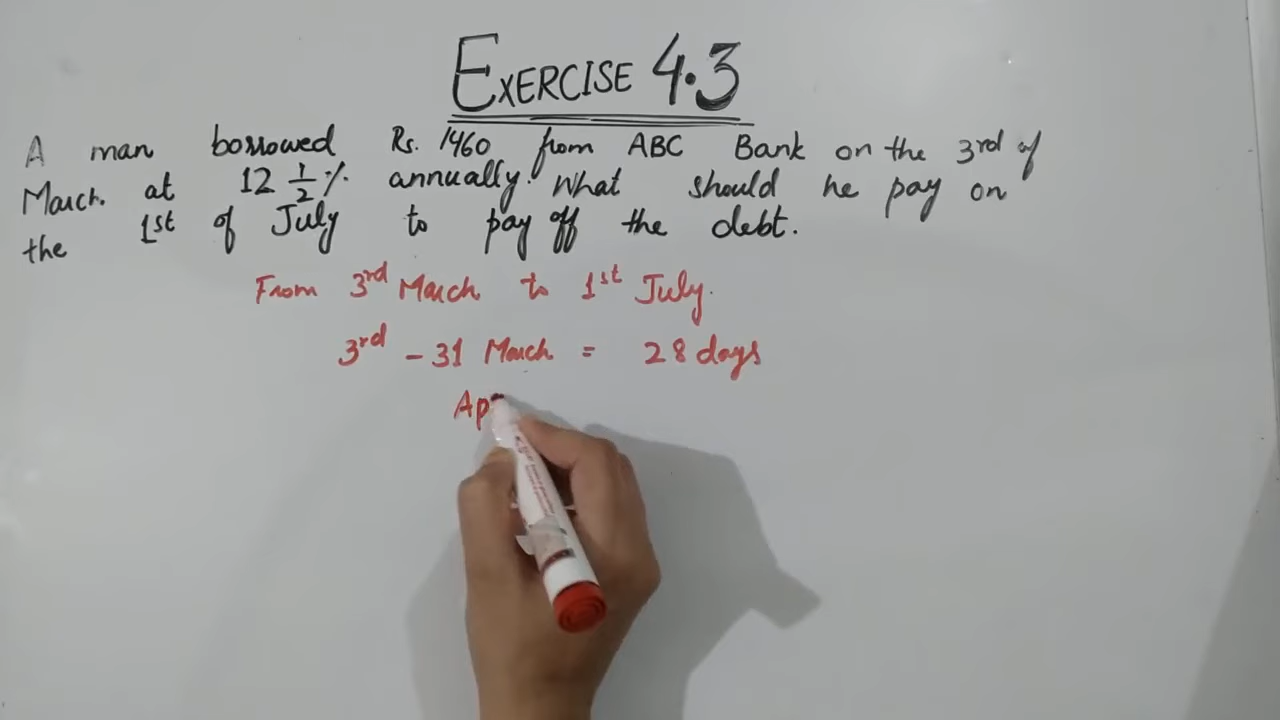 EXERCISE 4.3
A man borrowed Rs. 1460 from ABC Bank on the 3rd of
March at 12 1/2 % annually. What should he pay on
the 1st of July to pay off the debt.
From 3rd March to 1st July.
3rd - 31 March = 28 days
Ap